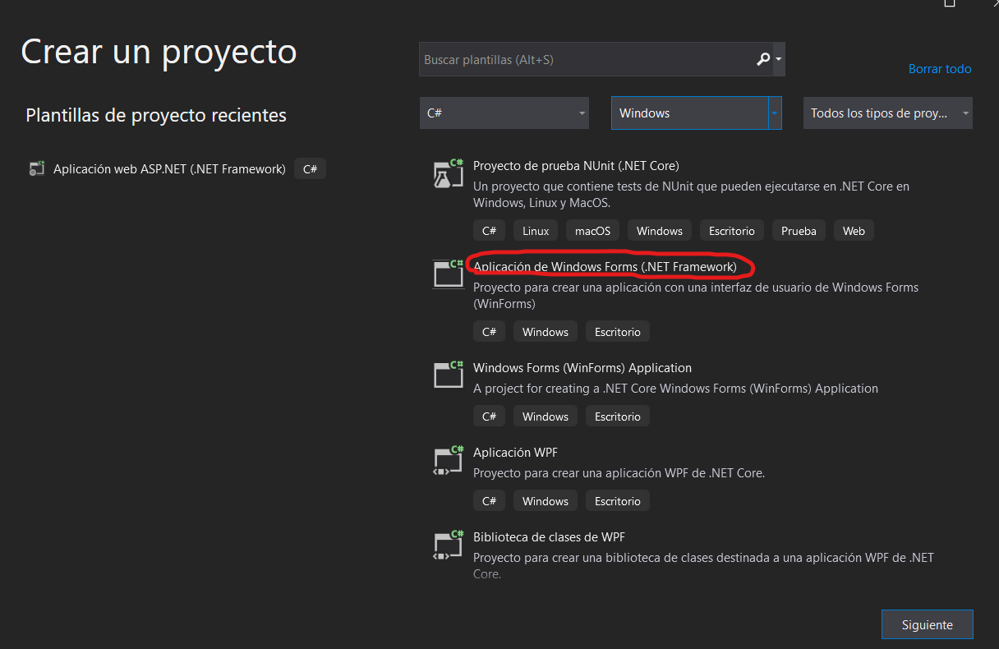 Crear un proyecto
Buscar plantillas (Alt+S)
Borrar todo
Plantillas de proyecto recientes
C#
Windows
Todos los tipos de proy...
Aplicación web ASP.NET (.NET Framework)
C#
C#
Proyecto de prueba NUnit (.NET Core)
Un proyecto que contiene tests de NUnit que pueden ejecutarse en .NET Core en
Windows, Linux y MacOS.
C# Linux macOS Windows Escritorio Prueba Web
C#
Aplicación de Windows Forms (.NET Framework)
Proyecto para crear una aplicación con una interfaz de usuario de Windows Forms
(WinForms)
C# Windows Escritorio
C#
Windows Forms (WinForms) Application
A project for creating a .NET Core Windows Forms (WinForms) Application
C# Windows Escritorio
C#
Aplicación WPF
Proyecto para crear una aplicación WPF de .NET Core.
C# Windows Escritorio
C#
Biblioteca de clases de WPF
Proyecto para crear una biblioteca de clases destinada a una aplicación WPF de .NET
Core.
Siguiente